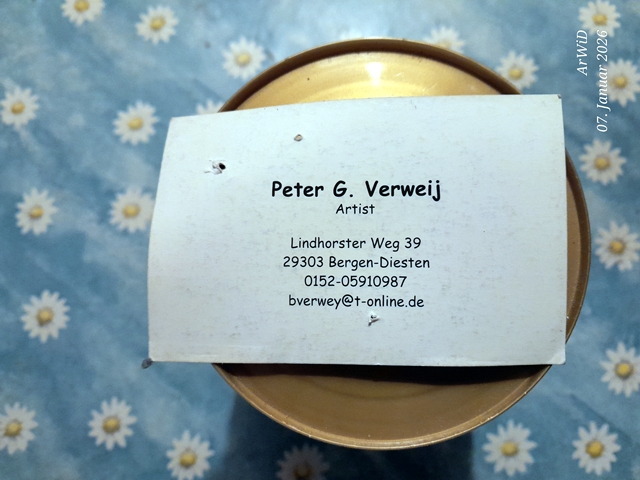 Peter G. Verweij
Artist
Lindhorster Weg 39
29303 Bergen-Diesten
0152-05910987
bverwey@t-online.de
ArWiD
07. Januar 2026